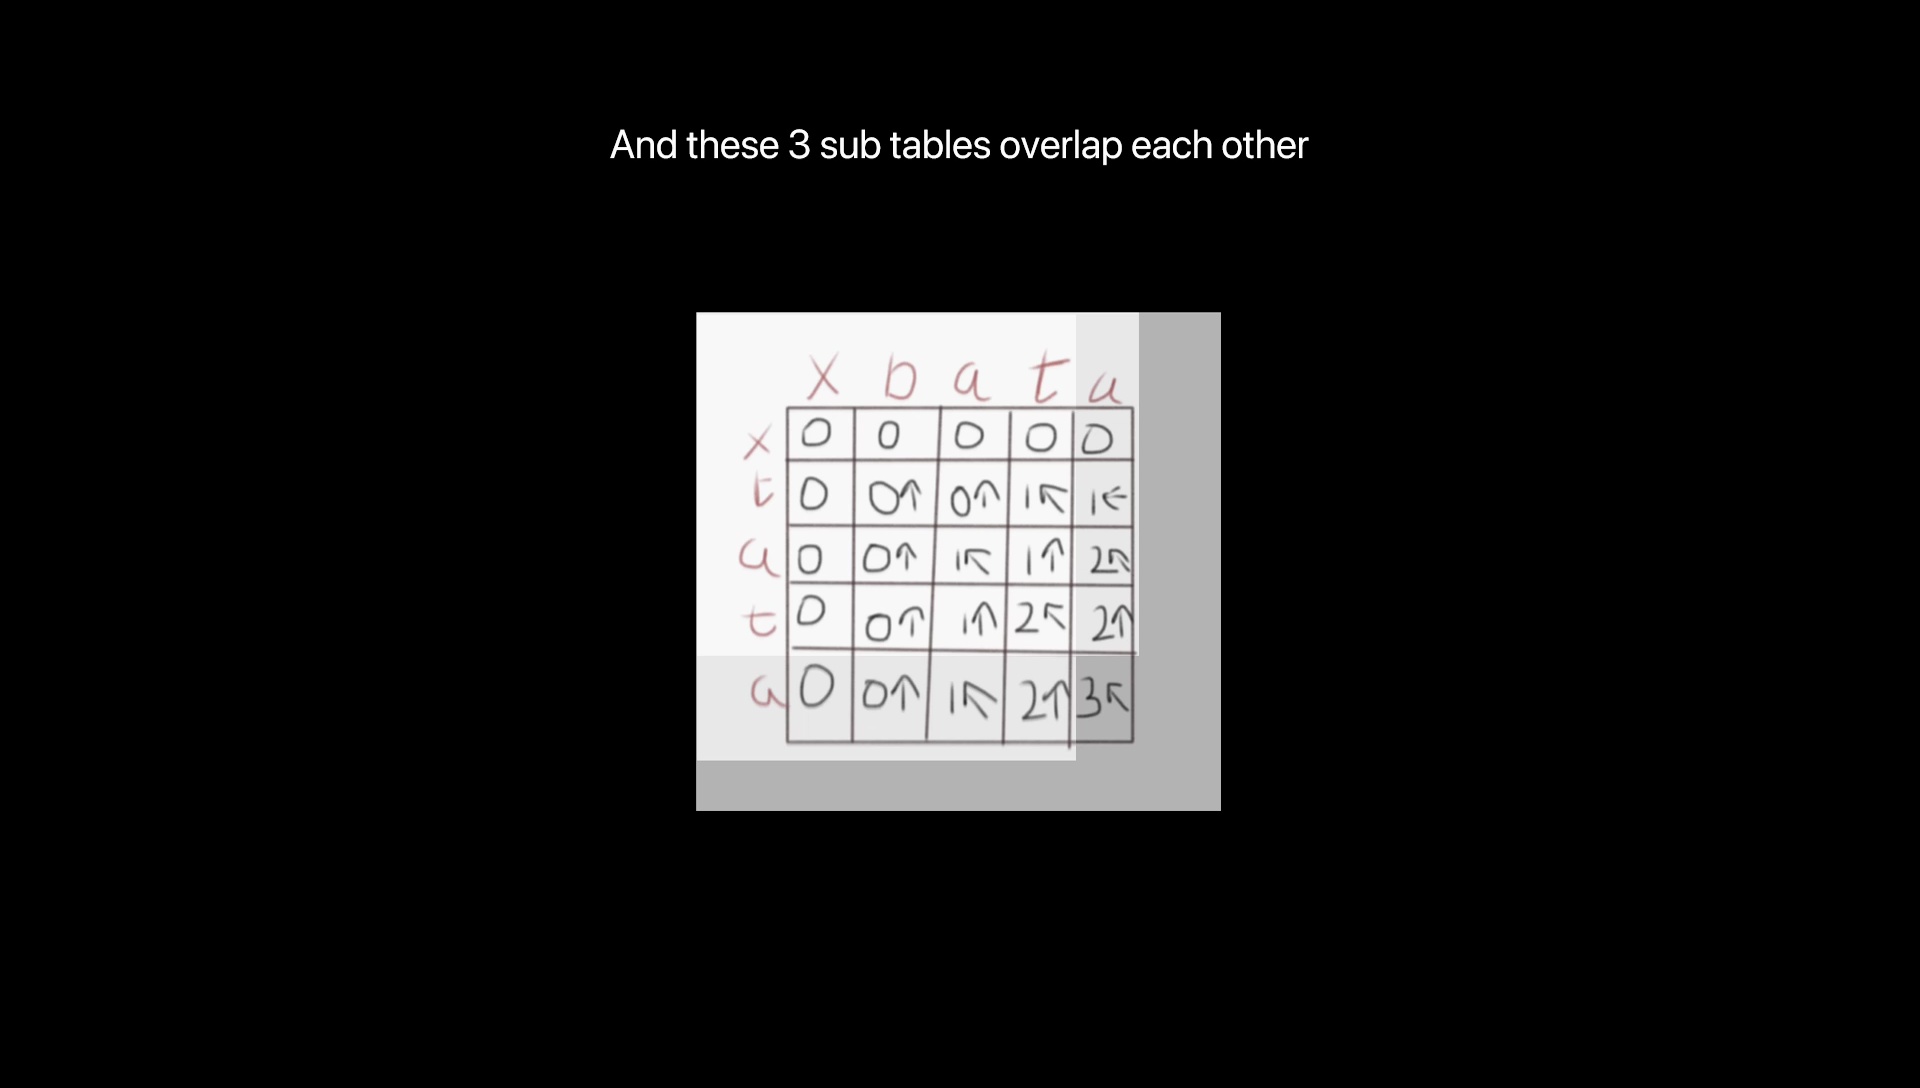 And these 3 sub tables overlap each other
x b a t a
x 0 0 0 0 0
t 0 0↑ 0↑ 1↖ 1←
a 0 0↑ 1↖ 1↑ 2↖
t 0 0↑ 1↑ 2↖ 2↑
a 0 0↑ 1↖ 2↑ 3↖